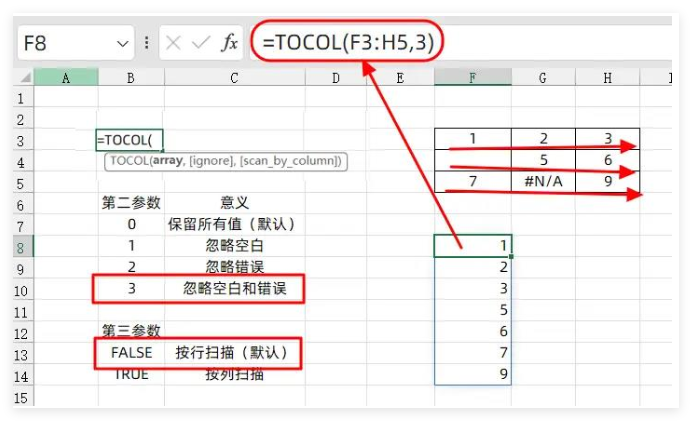 F8 fx =TOCOL(F3:H5,3)
A B C D E F G H
1
2
3 =TOCOL( 1 2 3
TOCOL(array, [ignore], [scan_by_column])
4 5 6
5 7 #N/A 9
6 第二参数 意义
7 0 保留所有值（默认）
8 1 忽略空白 1
9 2 忽略错误 2
10 3 忽略空白和错误 3
11 5
12 第三参数 6
13 FALSE 按行扫描（默认） 7
14 TRUE 按列扫描 9
15